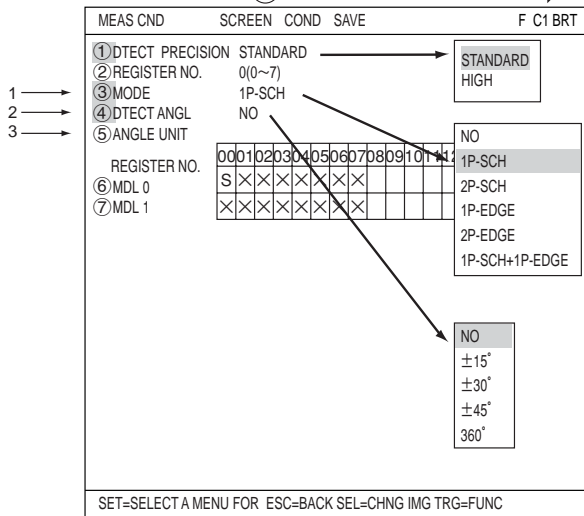 MEAS CND SCREEN COND SAVE F C1 BRT
①DTECT PRECISION STANDARD
②REGISTER NO. 0(0~7)
1 ③MODE 1P-SCH
2 ④DTECT ANGL NO
3 ⑤ANGLE UNIT
STANDARD
HIGH
REGISTER NO. 00 01 02 03 04 05 06 07 08 09 10 11 12
⑥MDL 0 S × × × × × × ×
⑦MDL 1 × × × × × × × ×
NO
1P-SCH
2P-SCH
1P-EDGE
2P-EDGE
1P-SCH+1P-EDGE
NO
±15°
±30°
±45°
360°
SET=SELECT A MENU FOR ESC=BACK SEL=CHNG IMG TRG=FUNC